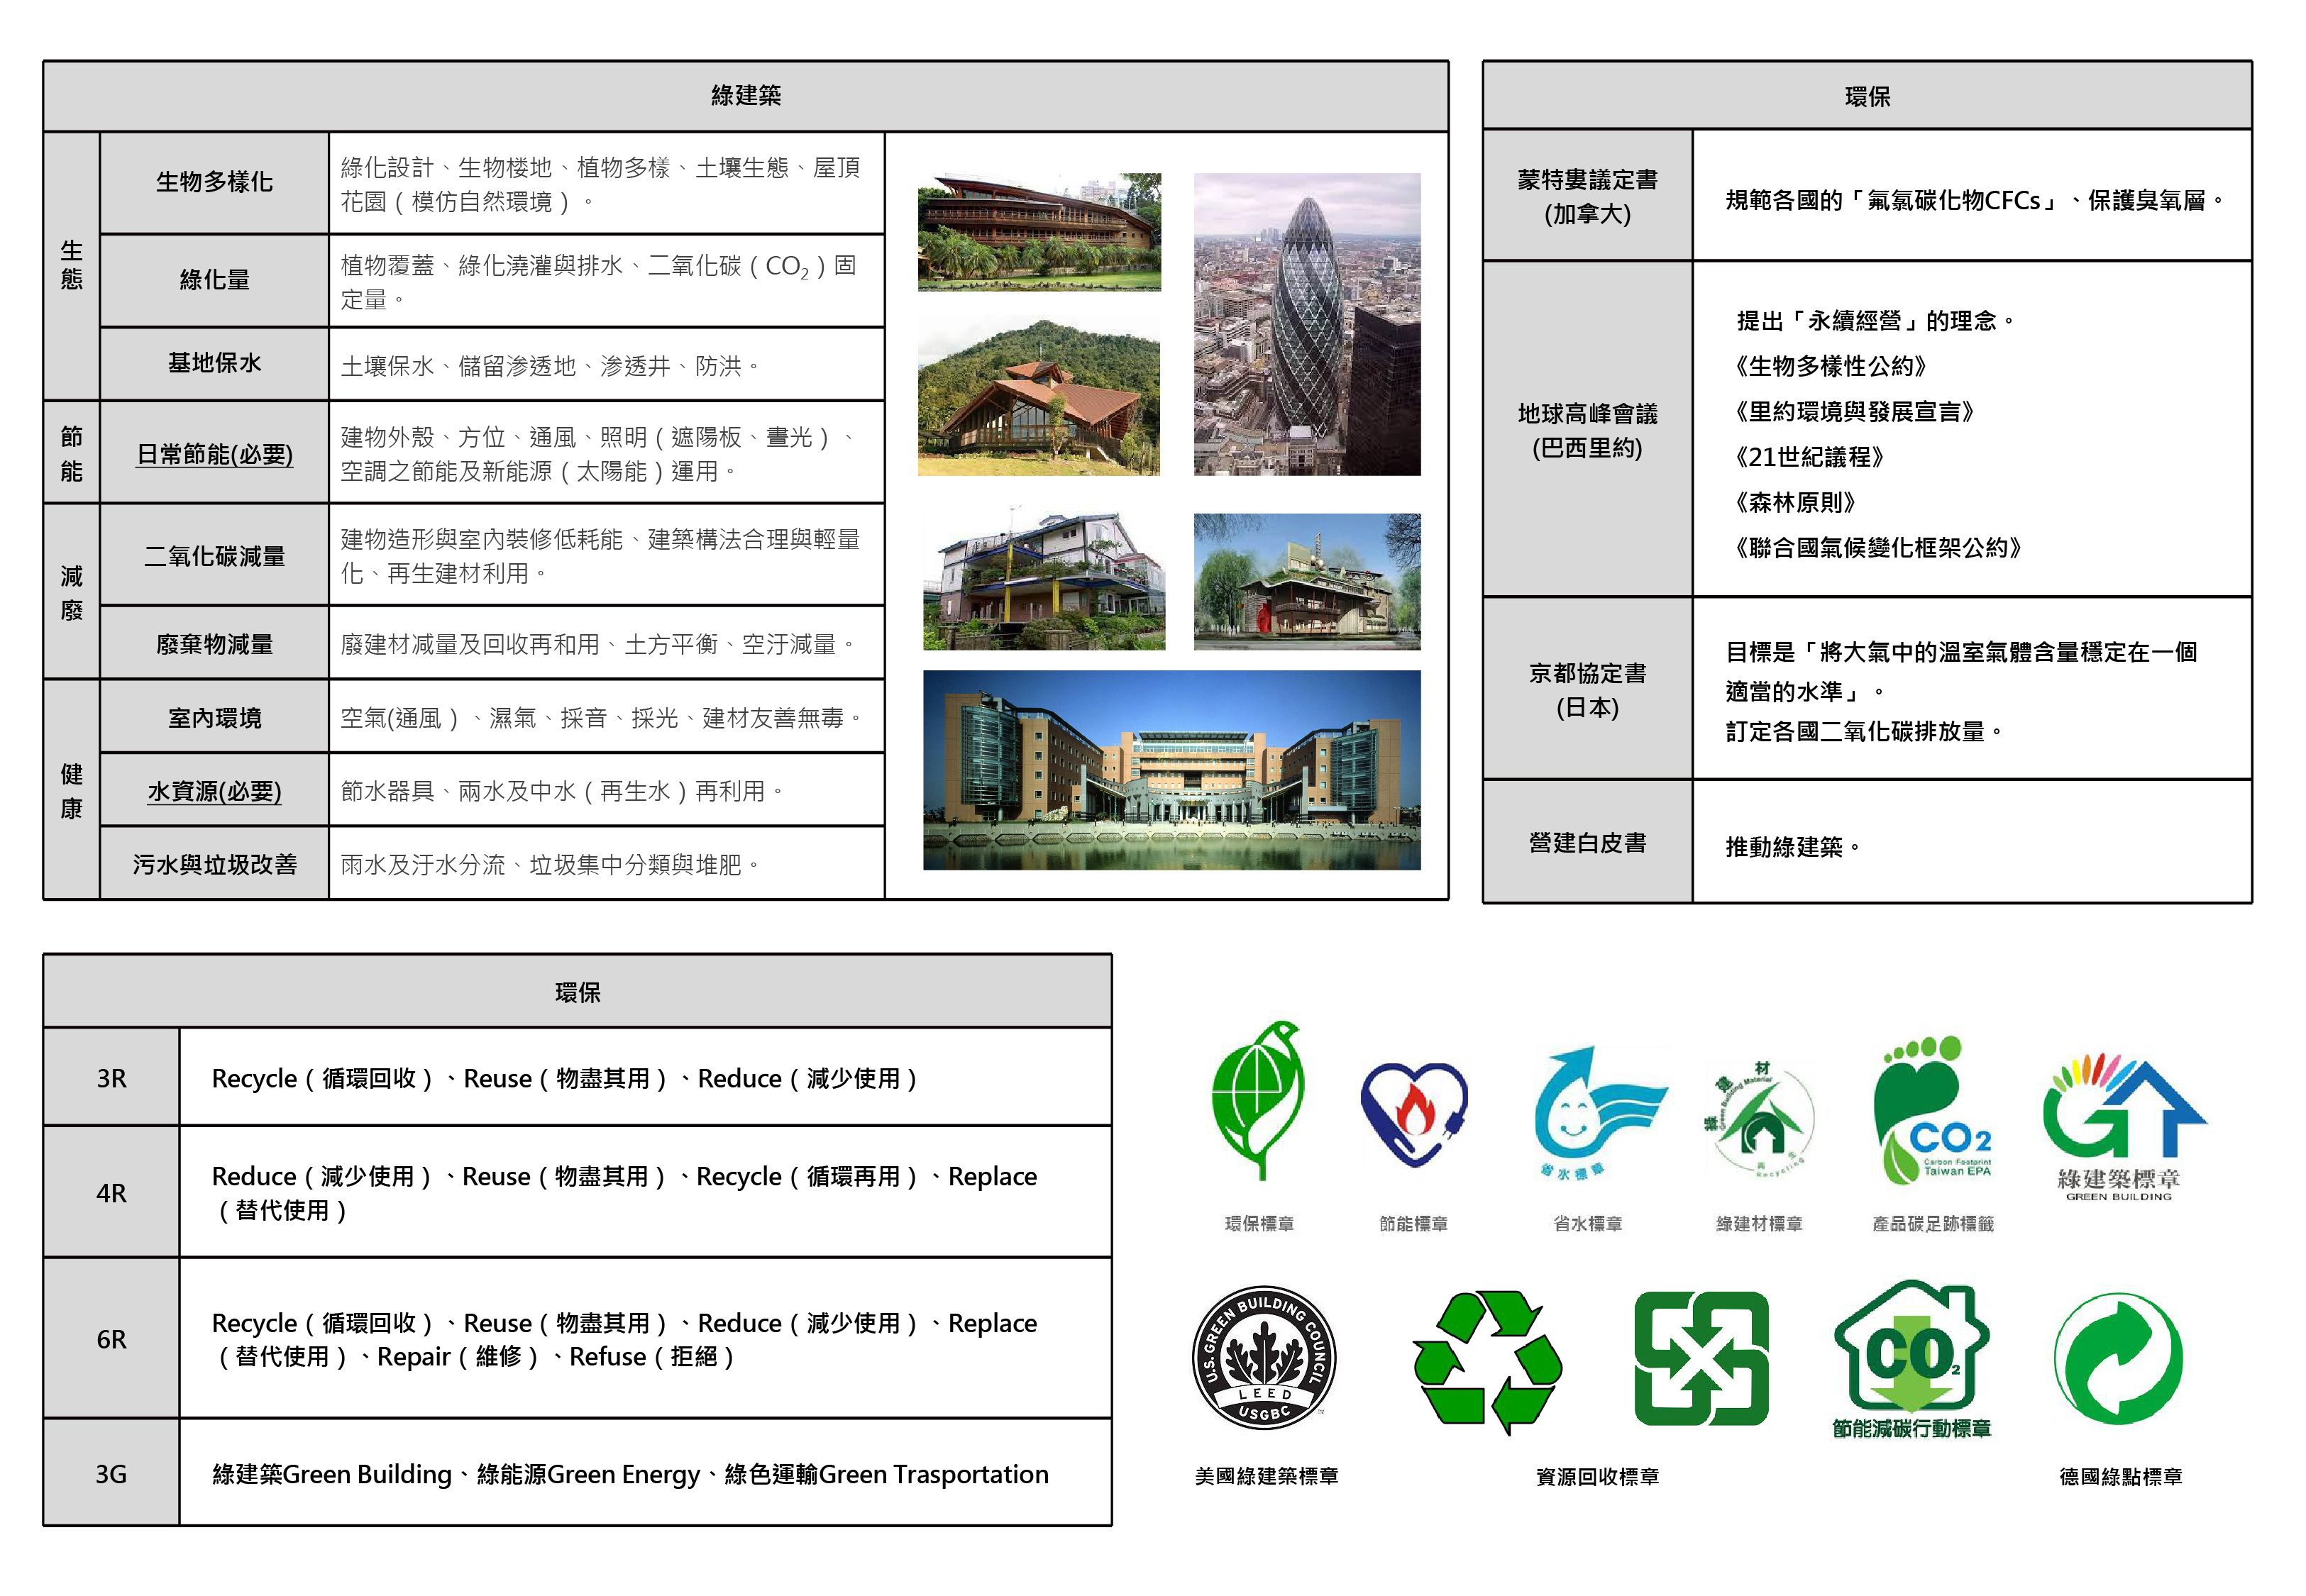 綠建築
生態
生物多樣化
綠化設計、生物楼地、植物多樣、土壤生態、屋頂
花園（模仿自然環境）。
綠化量
植物覆蓋、綠化澆灌與排水、二氧化碳（CO2）固
定量。
基地保水
土壤保水、儲留滲透地、滲透井、防洪。
節能
日常節能(必要)
建物外殼、方位、通風、照明（遮陽板、晝光）、
空調之節能及新能源（太陽能）運用。
減廢
二氧化碳減量
建物造形與室內裝修低耗能、建築構法合理與輕量
化、再生建材利用。
廢棄物減量
廢建材減量及回收再和用、土方平衡、空汙減量。
健康
室內環境
空氣(通風）、濕氣、採音、採光、建材友善無毒。
水資源(必要)
節水器具、兩水及中水（再生水）再利用。
污水與垃圾改善
雨水及汙水分流、垃圾集中分類與堆肥。
環保
蒙特婁議定書
(加拿大)
規範各國的「氟氯碳化物CFCs」、保護臭氧層。
地球高峰會議
(巴西里約)
提出「永續經營」的理念。
《生物多樣性公約》
《里約環境與發展宣言》
《21世紀議程》
《森林原則》
《聯合國氣候變化框架公約》
京都協定書
(日本)
目標是「將大氣中的溫室氣體含量穩定在一個
適當的水準」。
訂定各國二氧化碳排放量。
營建白皮書
推動綠建築。
環保
3R
Recycle（循環回收）、Reuse（物盡其用）、Reduce（減少使用）
4R
Reduce（減少使用）、Reuse（物盡其用）、Recycle（循環再用）、Replace
（替代使用）
6R
Recycle（循環回收）、Reuse（物盡其用）、Reduce（減少使用）、Replace
（替代使用）、Repair（維修）、Refuse（拒絕）
3G
綠建築Green Building、綠能源Green Energy、綠色運輸Green Trasportation
省水標章
綠建材
Green Building Material
再生
Recycling
CO2
Carbon Footprint
Taiwan EPA
綠建築標章
GREEN BUILDING
環保標章
節能標章
省水標章
綠建材標章
產品碳足跡標籤
U.S. GREEN BUILDING COUNCIL
LEED
USGBC
CO2
節能減碳行動標章
美國綠建築標章
資源回收標章
德國綠點標章